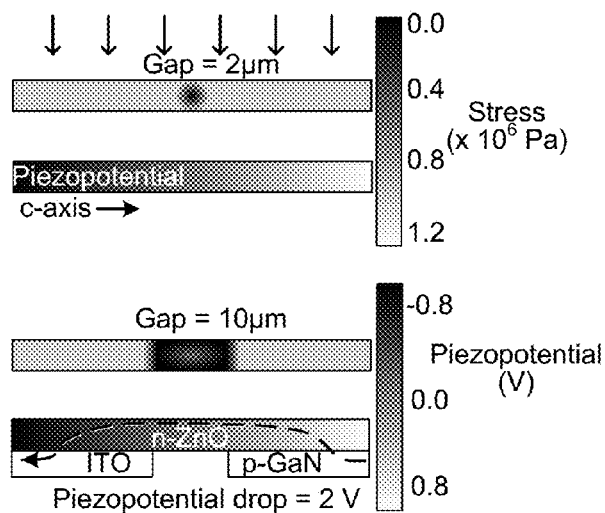 Gap = 2µm
0.0
0.4
0.8
1.2
Stress
(x 10⁶ Pa)
Piezopotential
c-axis
Gap = 10µm
-0.8
0.0
0.8
Piezopotential
(V)
n-ZnO
ITO
p-GaN
Piezopotential drop = 2 V